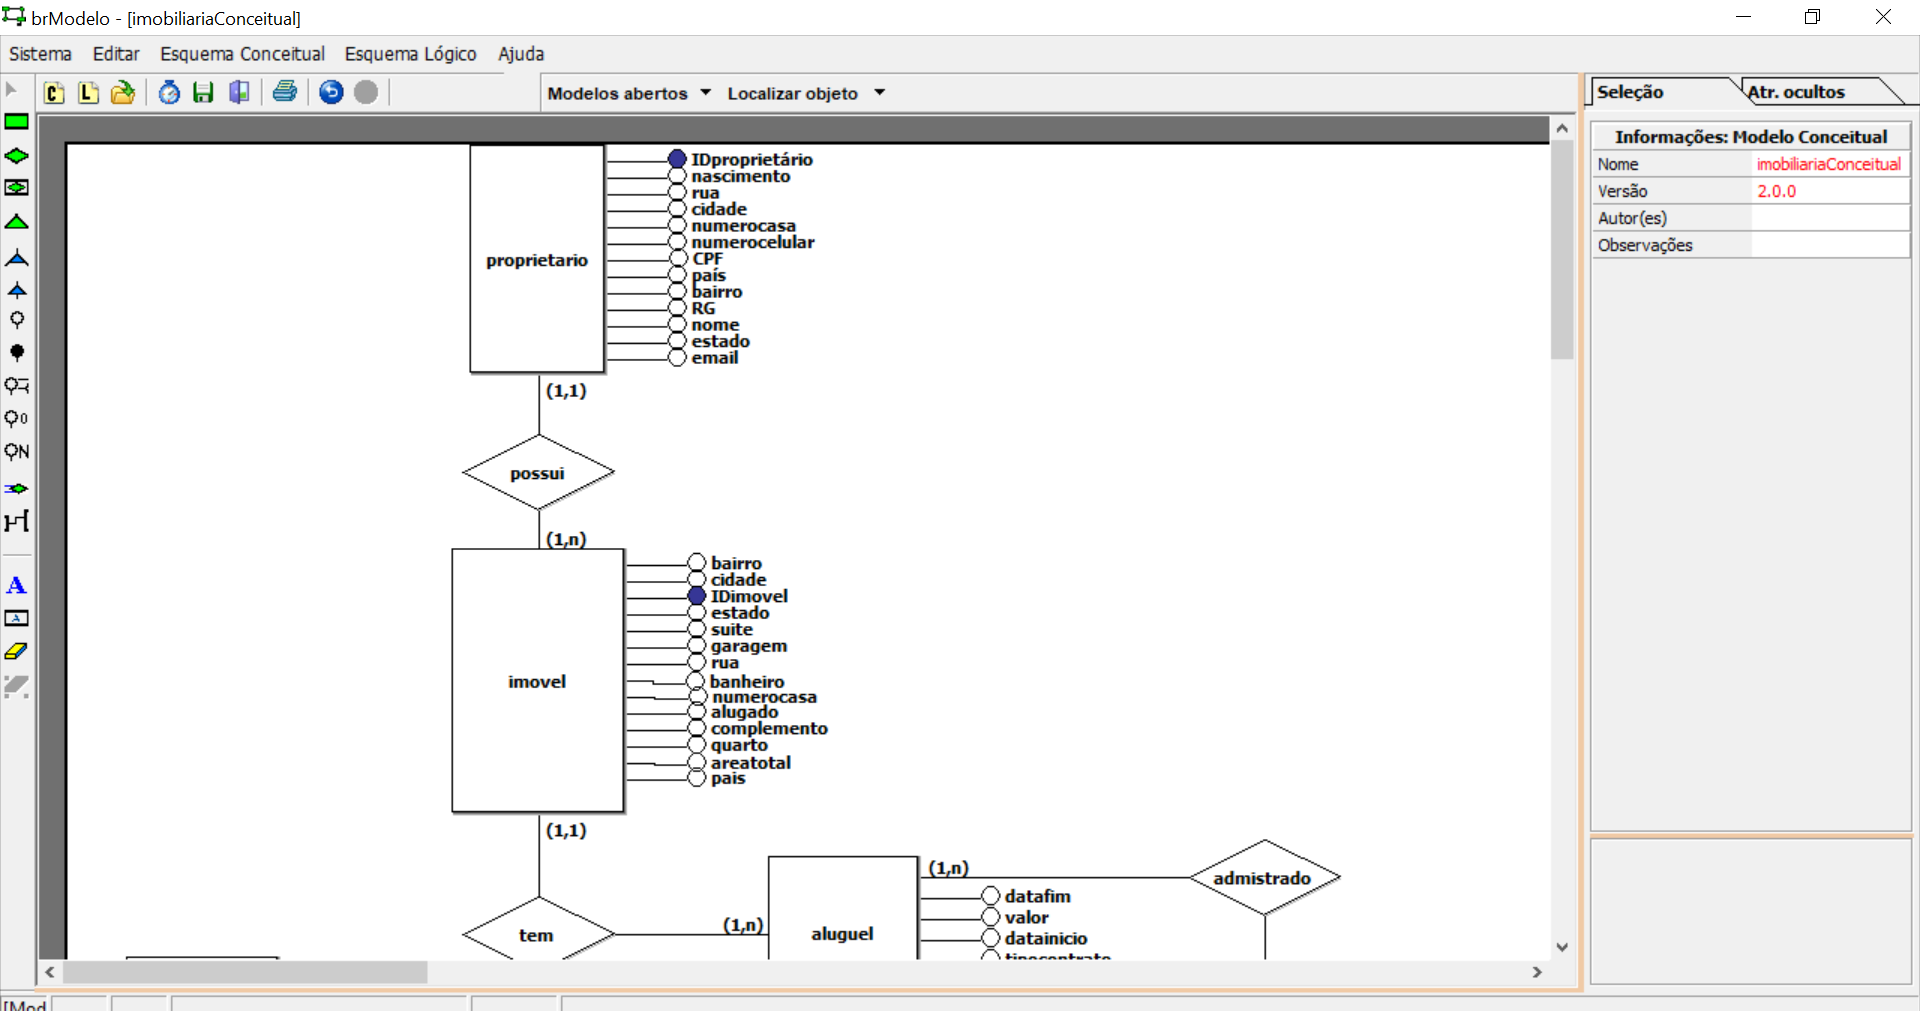 brModelo - [imobiliariaConceitual]
Sistema Editar Esquema Conceitual Esquema Lógico Ajuda
C L Modelos abertos Localizar objeto
Seleção Atr. ocultos
Informações: Modelo Conceitual
Nome imobiliariaConceitual
Versão 2.0.0
Autor(es)
Observações
proprietario
IDproprietário
nascimento
rua
cidade
numerocasa
numerocelular
CPF
país
bairro
RG
nome
estado
email
(1,1)
possui
(1,n)
imovel
bairro
cidade
IDimovel
estado
suite
garagem
rua
banheiro
numerocasa
alugado
complemento
quarto
areatotal
pais
(1,1)
tem
(1,n)
aluguel
(1,n)
admistrado
datafim
valor
datainicio
tipocontrato
0
N
A
A
[Mod